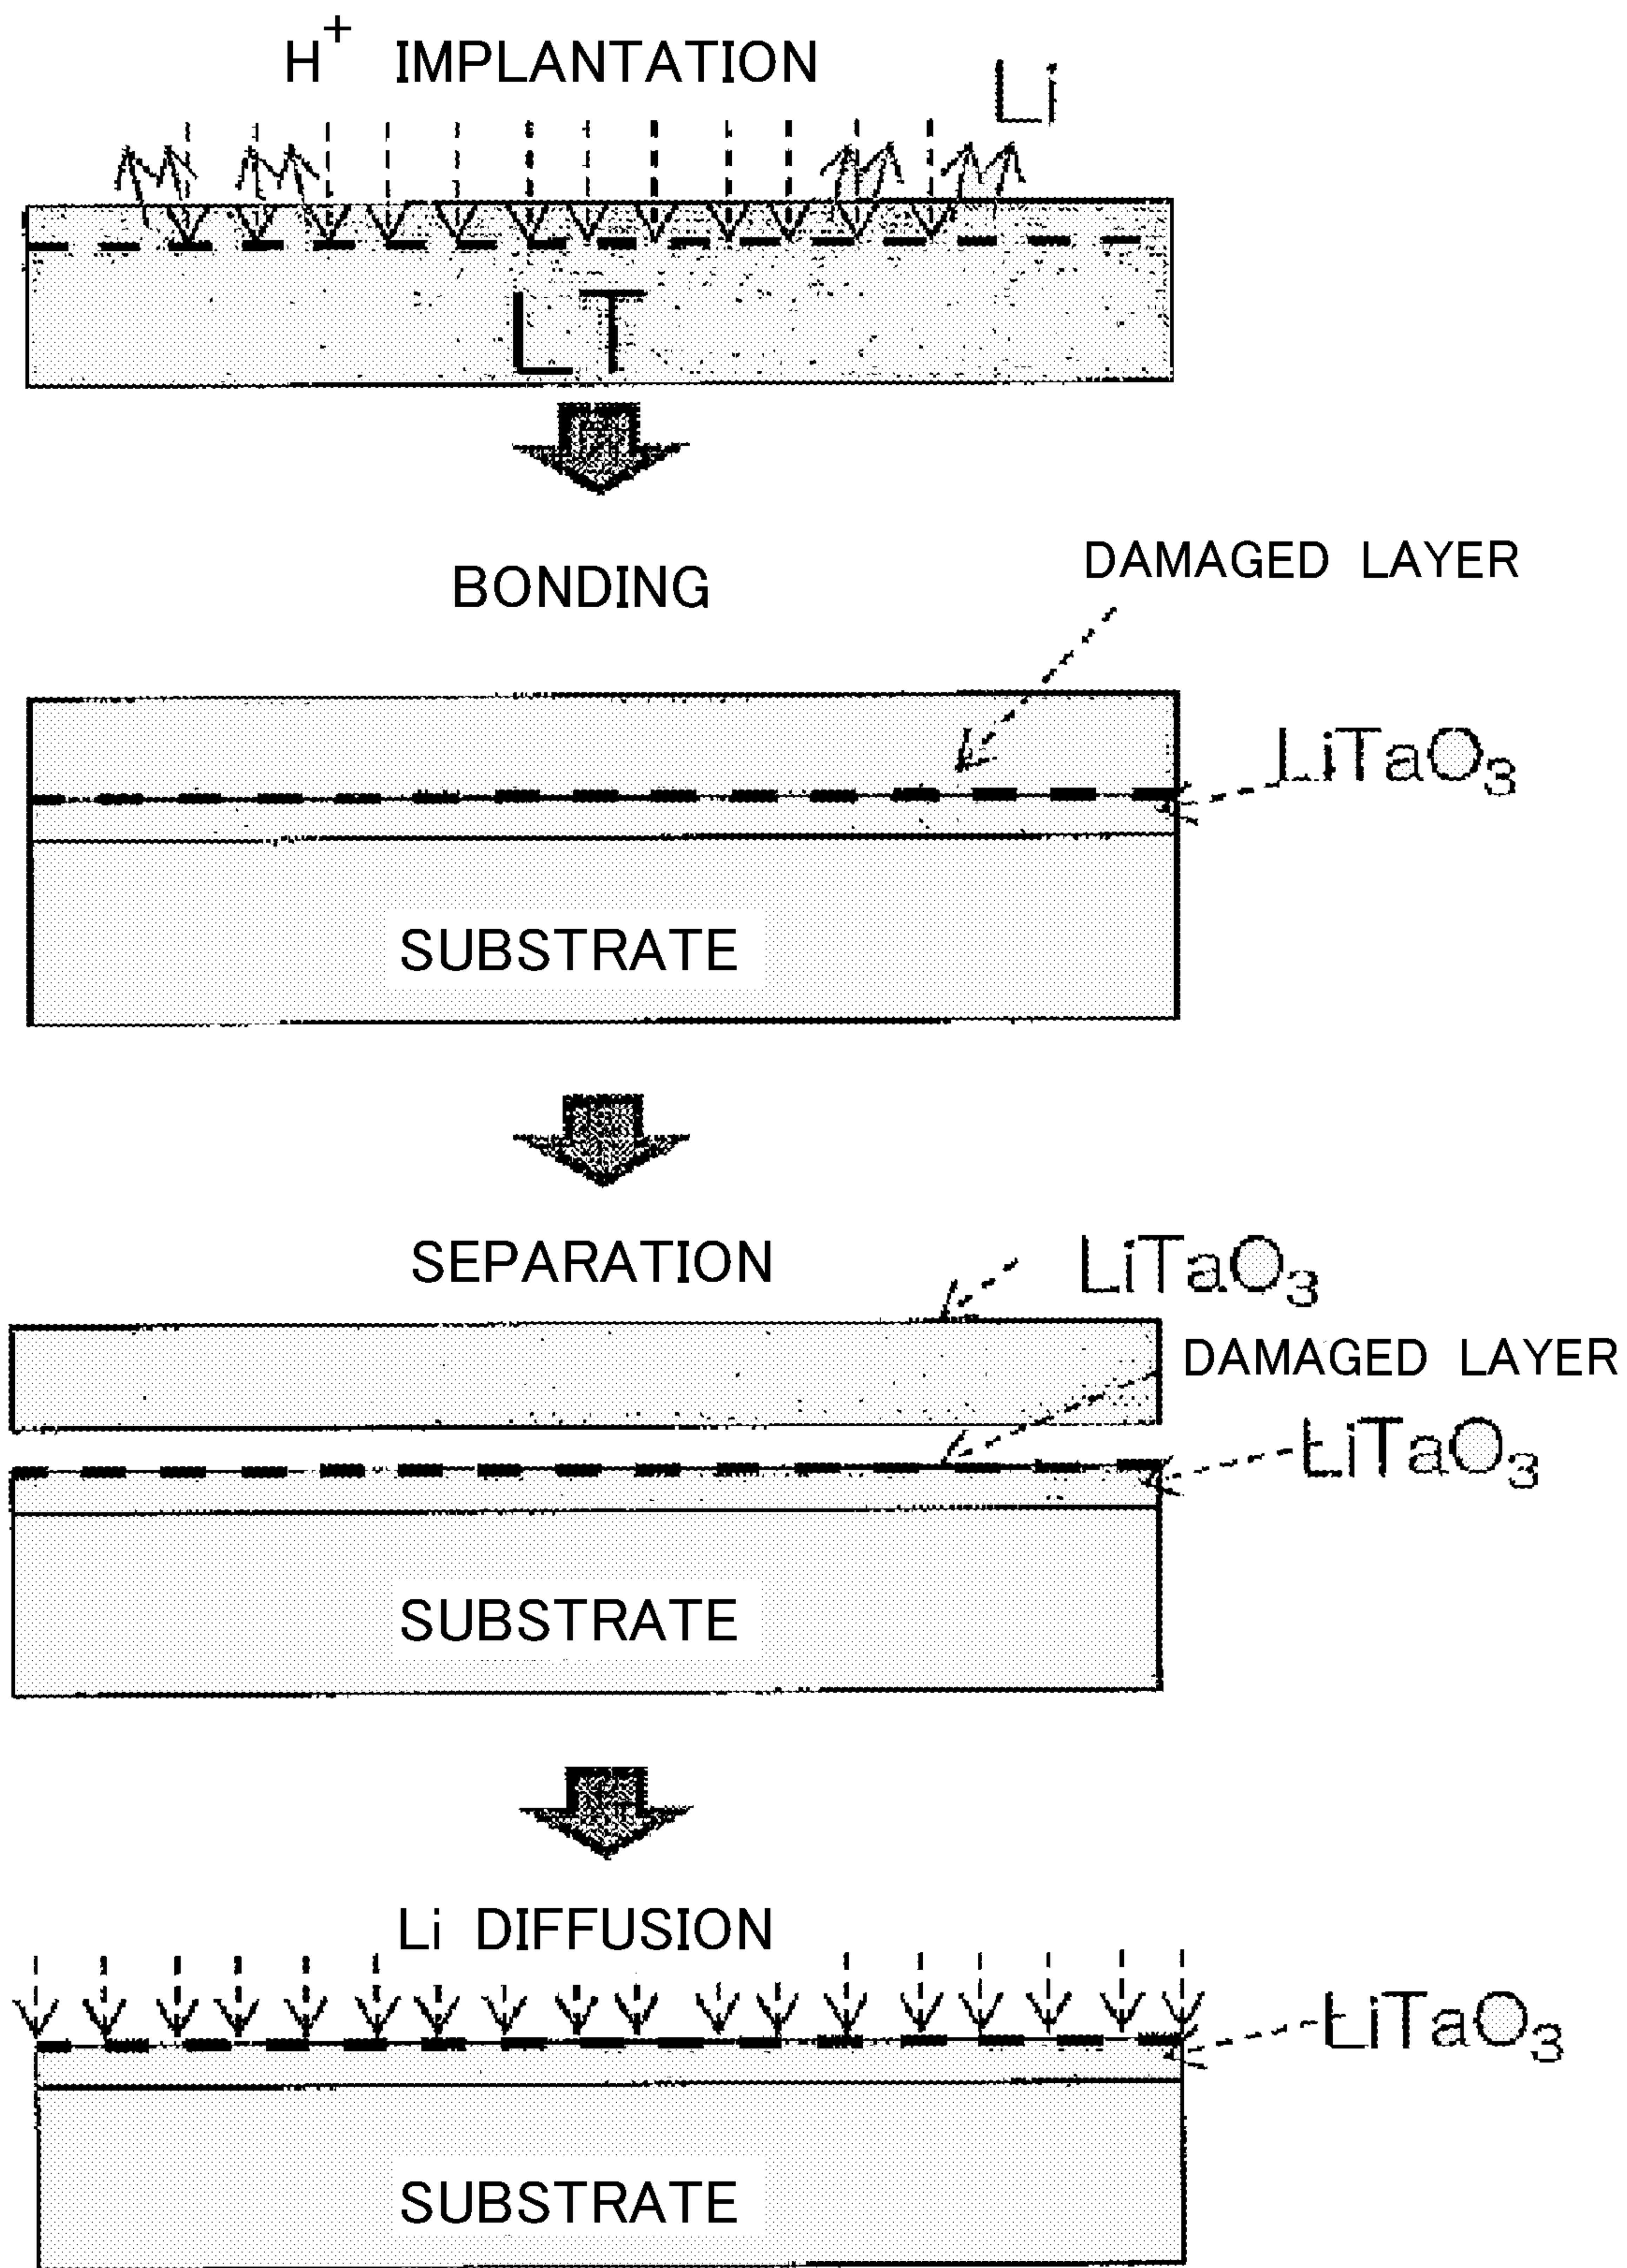 H⁺ IMPLANTATION
Li
LT
BONDING
DAMAGED LAYER
LiTaO₃
SUBSTRATE
SEPARATION
LiTaO₃
DAMAGED LAYER
LiTaO₃
SUBSTRATE
Li DIFFUSION
LiTaO₃
SUBSTRATE